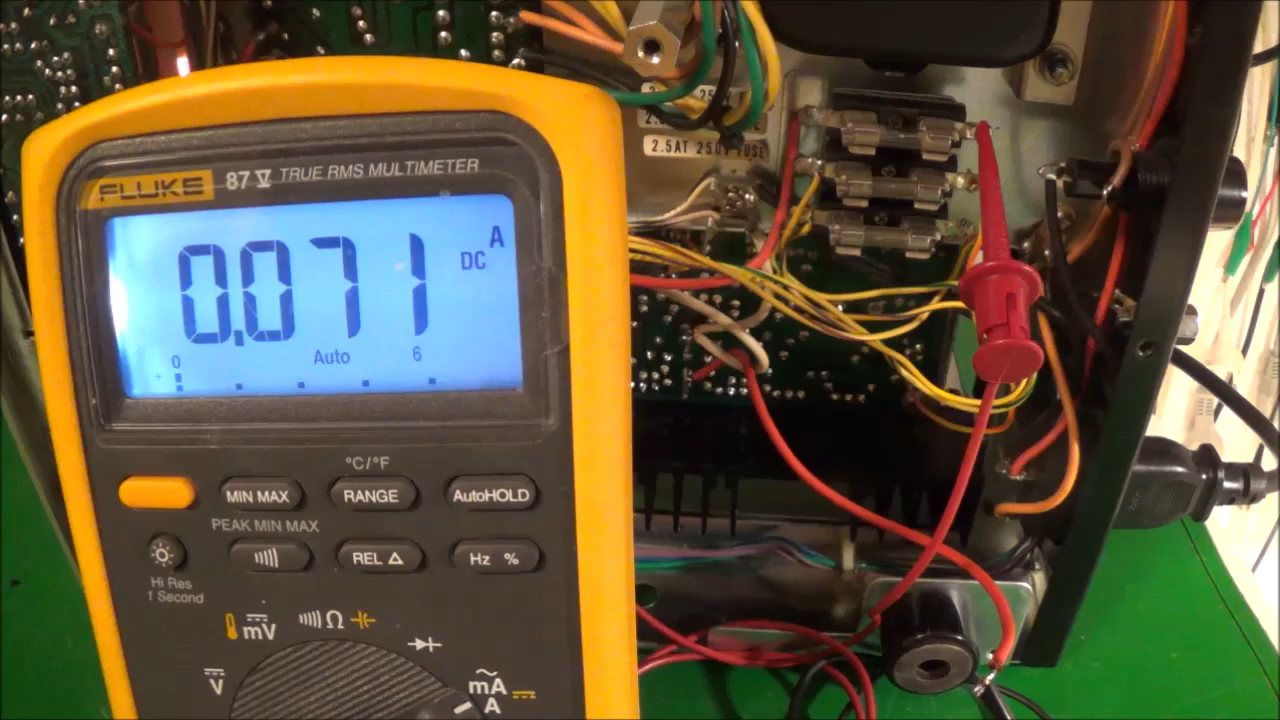 2.5AT 250V FUSE
FLUKE 87 V TRUE RMS MULTIMETER
A
DC
0.071
0 Auto 6
°C/°F
MIN MAX RANGE AutoHOLD
PEAK MIN MAX
REL Δ Hz %
Hi Res
1 Second
mV Ω
V
mA
A